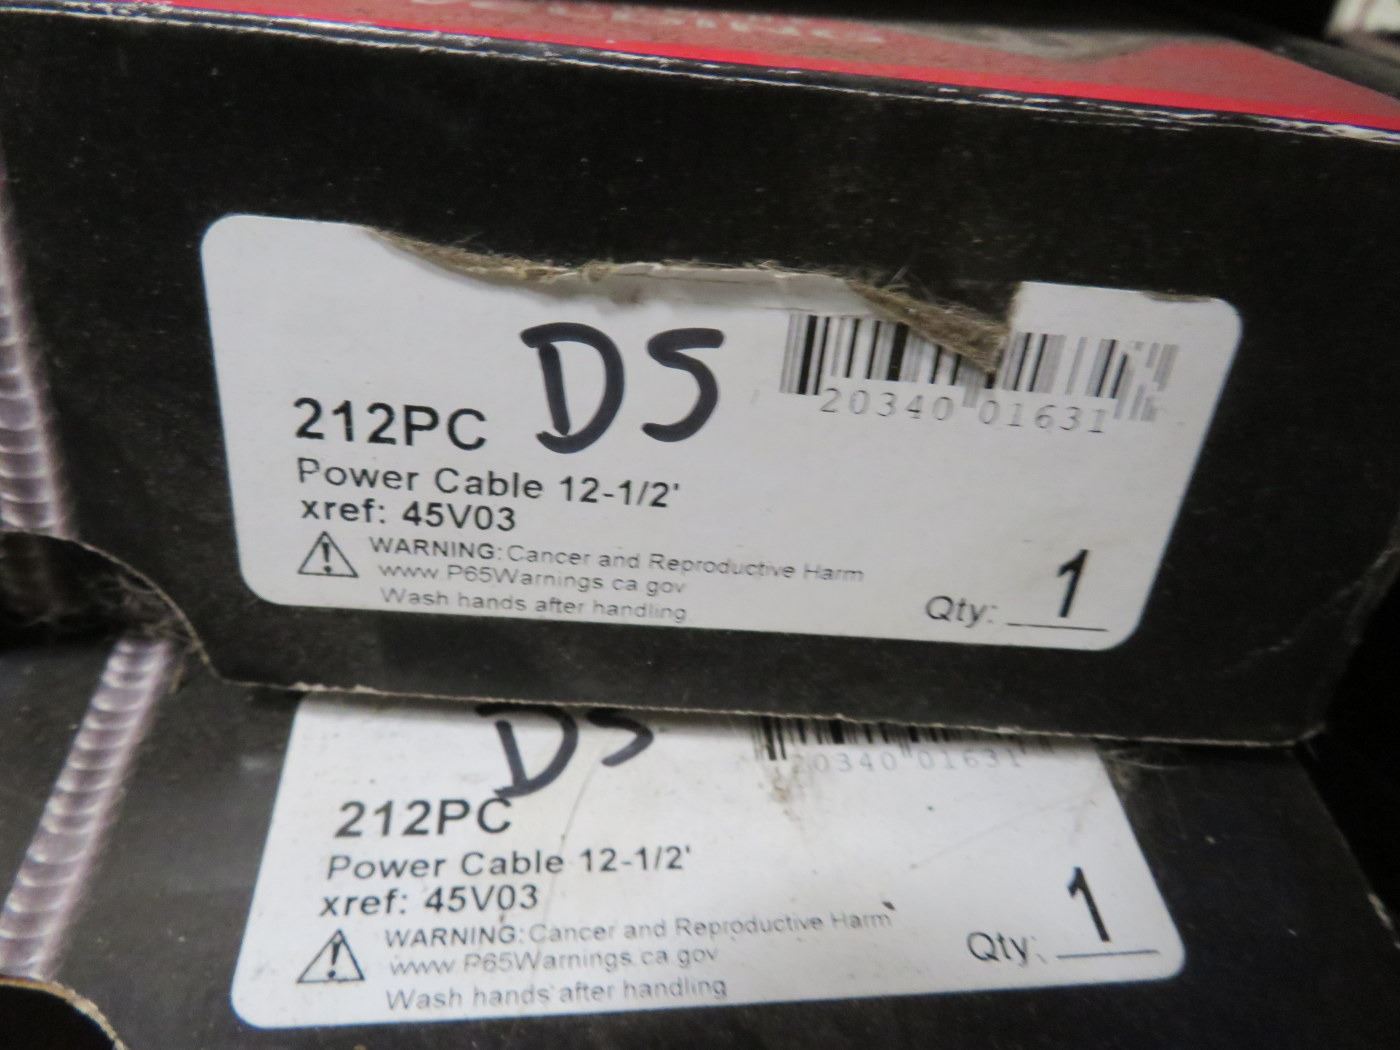 DS
20340 01631
212PC
Power Cable 12-1/2'
xref: 45V03
WARNING: Cancer and Reproductive Harm
www.P65Warnings.ca.gov
Wash hands after handling
Qty: 1
DS
20340 01631
212PC
Power Cable 12-1/2'
xref: 45V03
WARNING: Cancer and Reproductive Harm
www.P65Warnings.ca.gov
Wash hands after handling
Qty: 1